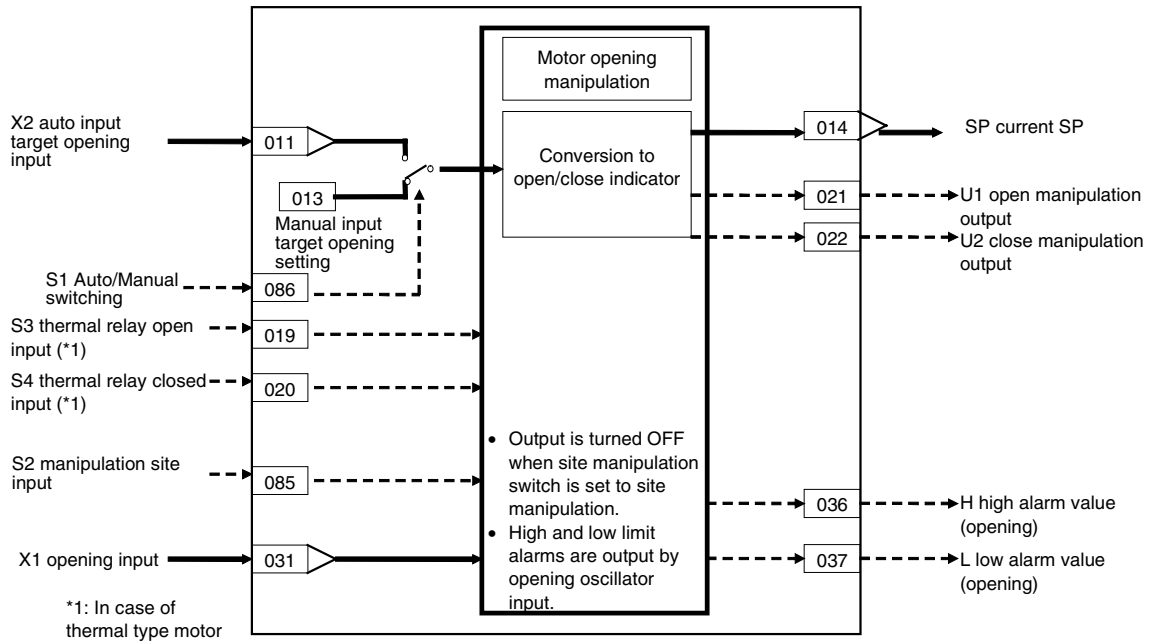 Motor opening
manipulation
X2 auto input
target opening
input
011
013
Manual input
target opening
setting
Conversion to
open/close indicator
014
SP current SP
021
U1 open manipulation
output
022
U2 close manipulation
output
S1 Auto/Manual
switching
086
S3 thermal relay open
input (*1)
019
S4 thermal relay closed
input (*1)
020
S2 manipulation site
input
085
X1 opening input
031
*1: In case of
thermal type motor
• Output is turned OFF
when site manipulation
switch is set to site
manipulation.
• High and low limit
alarms are output by
opening oscillator
input.
036
H high alarm value
(opening)
037
L low alarm value
(opening)